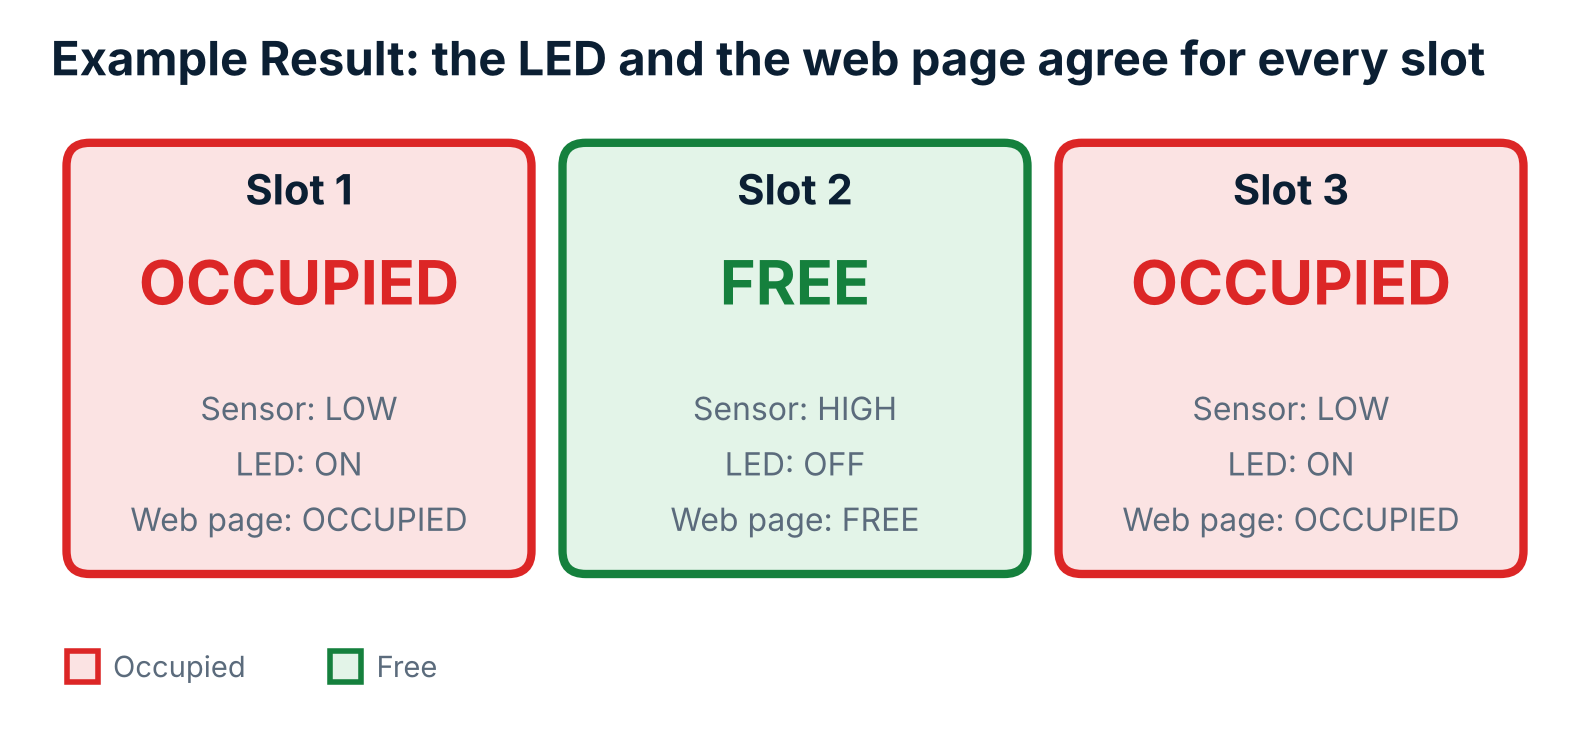 Example Result: the LED and the web page agree for every slot
Slot 1
OCCUPIED
Sensor: LOW
LED: ON
Web page: OCCUPIED
Slot 2
FREE
Sensor: HIGH
LED: OFF
Web page: FREE
Slot 3
OCCUPIED
Sensor: LOW
LED: ON
Web page: OCCUPIED
Occupied
Free